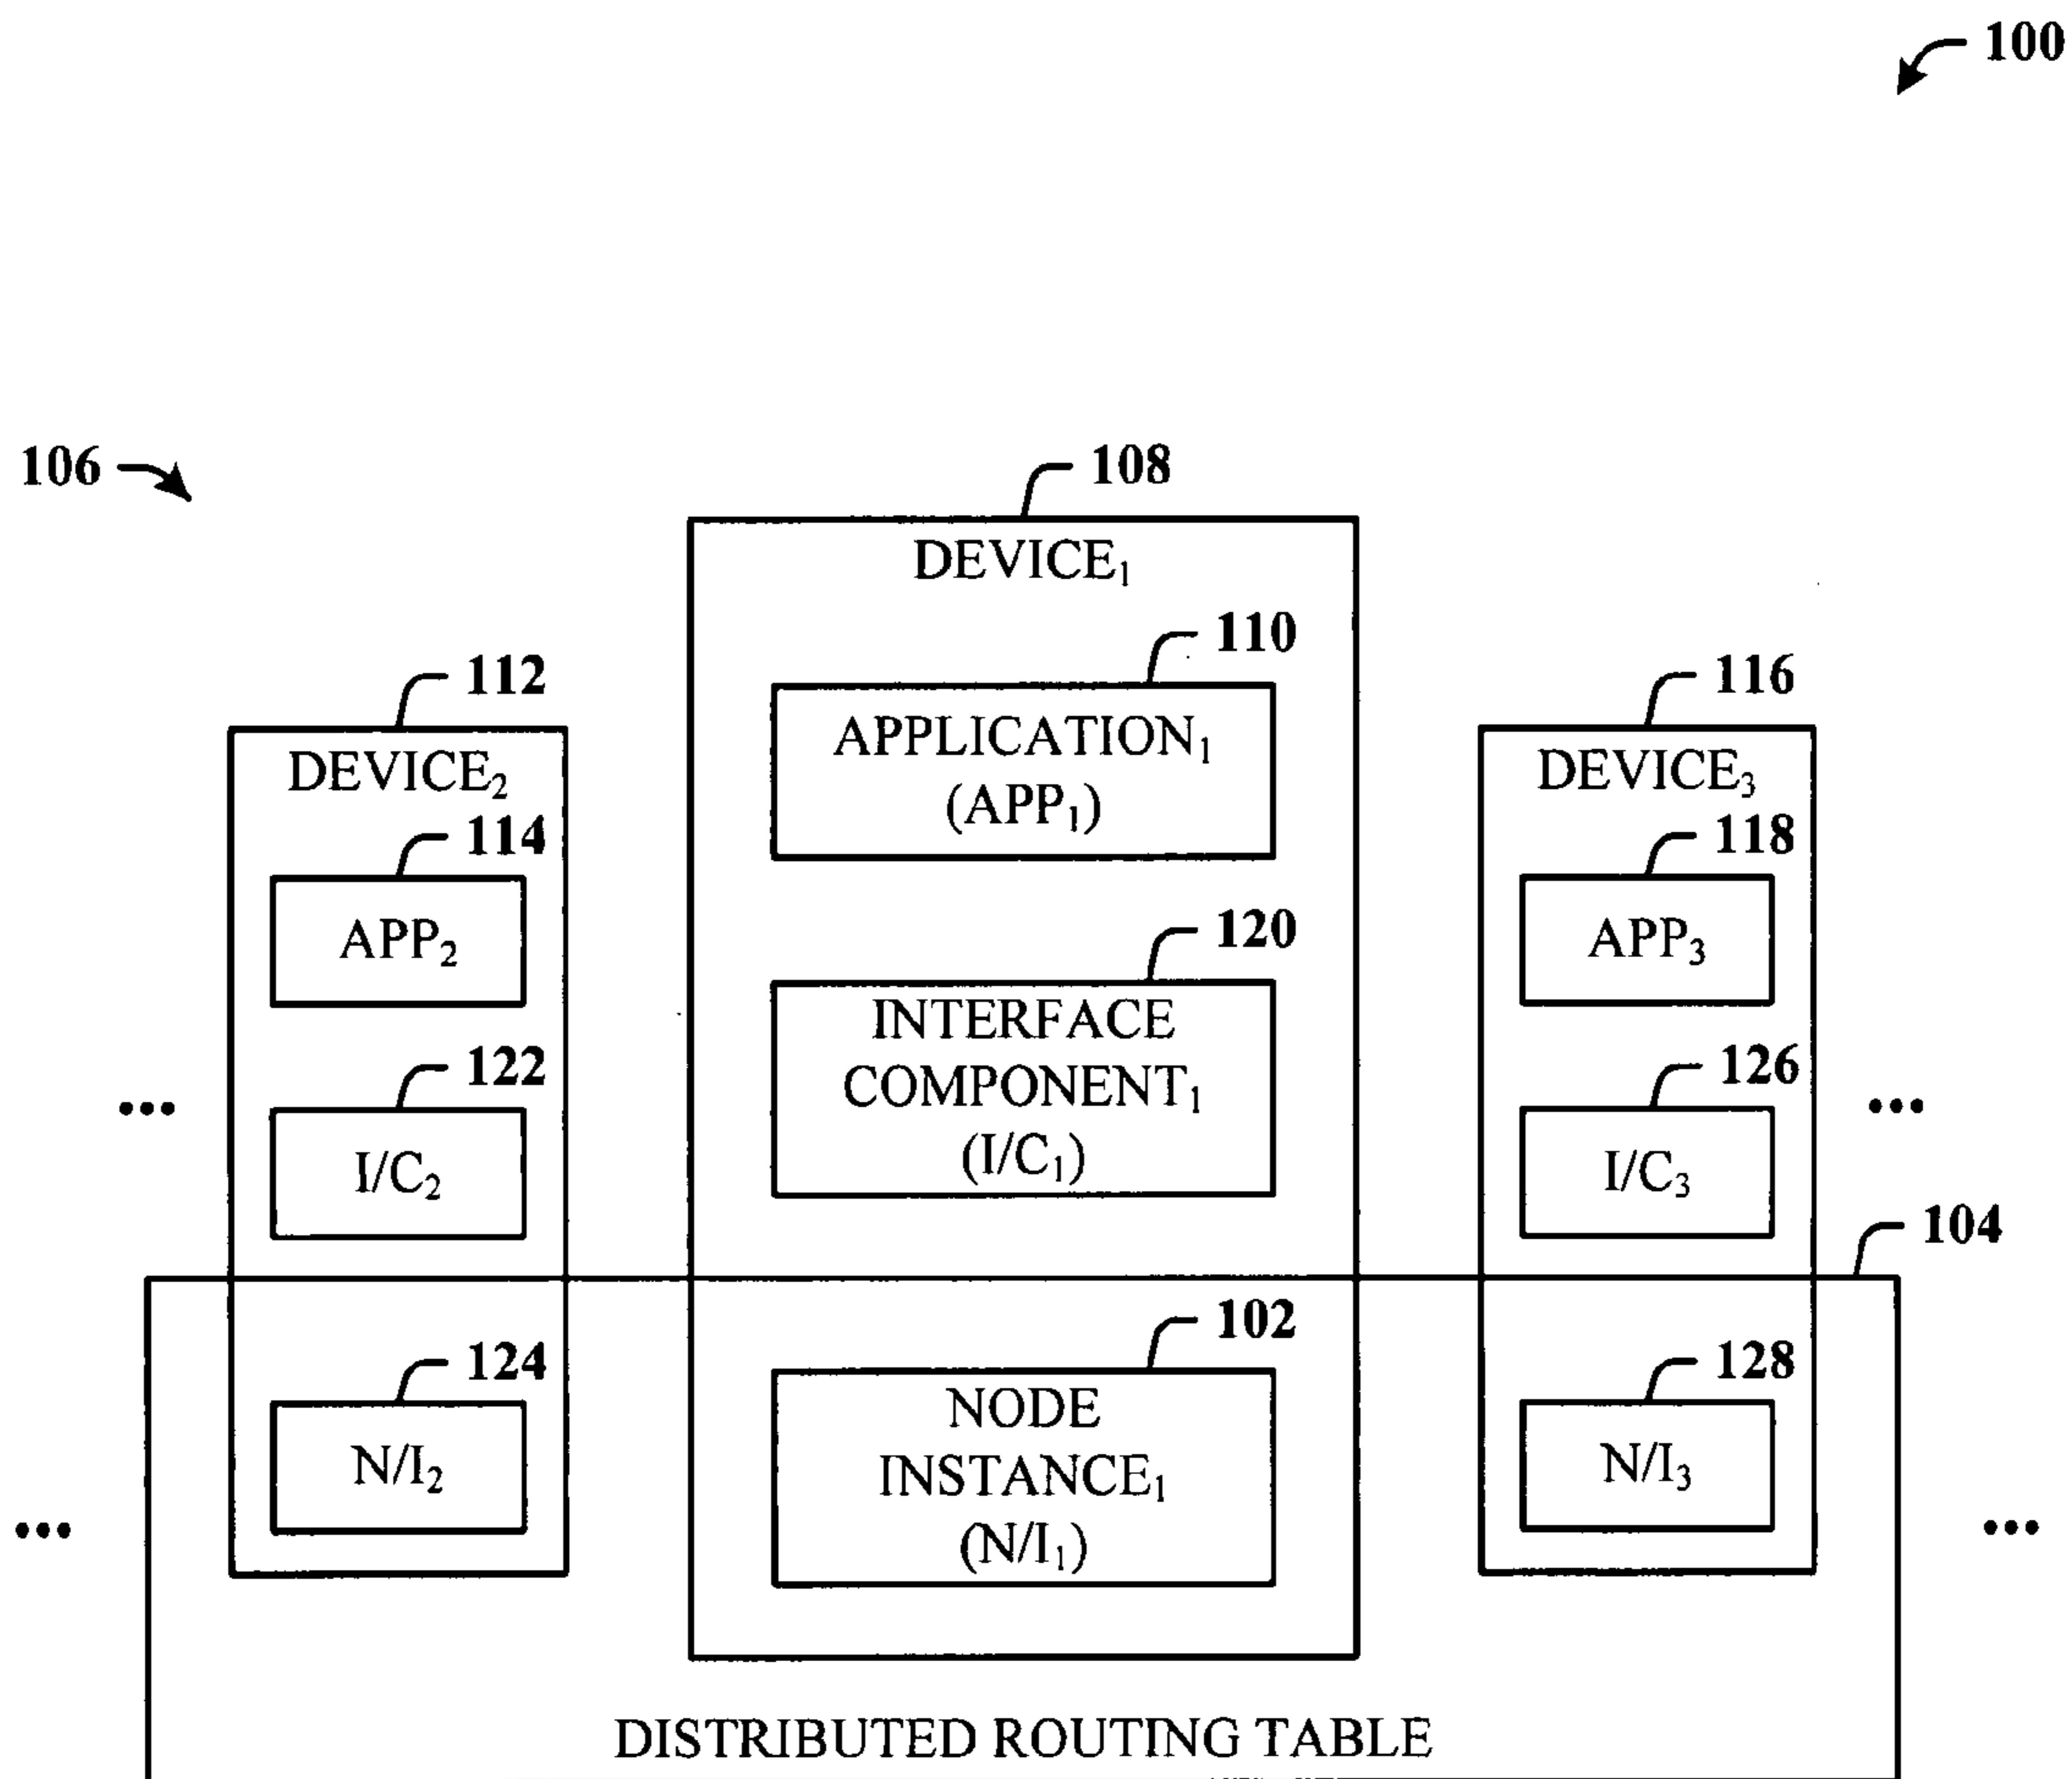 100
106
108
DEVICE₁
110
APPLICATION₁
(APP₁)
112
DEVICE₂
114
APP₂
116
DEVICE₃
118
APP₃
120
INTERFACE
COMPONENT₁
(I/C₁)
122
I/C₂
126
I/C₃
...
...
104
102
NODE
INSTANCE₁
(N/I₁)
124
N/I₂
128
N/I₃
...
...
DISTRIBUTED ROUTING TABLE